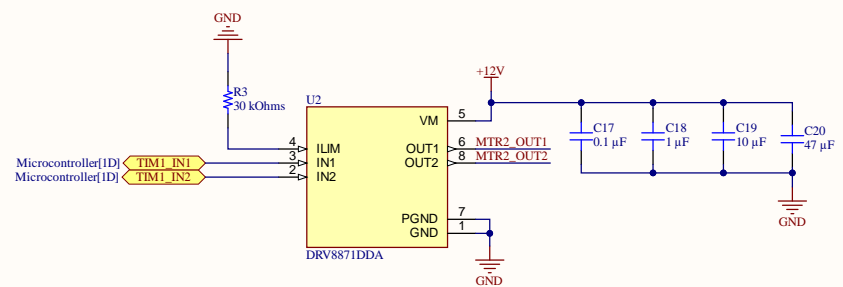 GND
R3
30 kOhms
+12V
U2
VM
5
C17
0.1 µF
C18
1 µF
C19
10 µF
C20
47 µF
4
ILIM
OUT1
6
MTR2_OUT1
Microcontroller[1D]
TIM1_IN1
3
IN1
OUT2
8
MTR2_OUT2
Microcontroller[1D]
TIM1_IN2
2
IN2
PGND
7
GND
1
GND
DRV8871DDA
GND